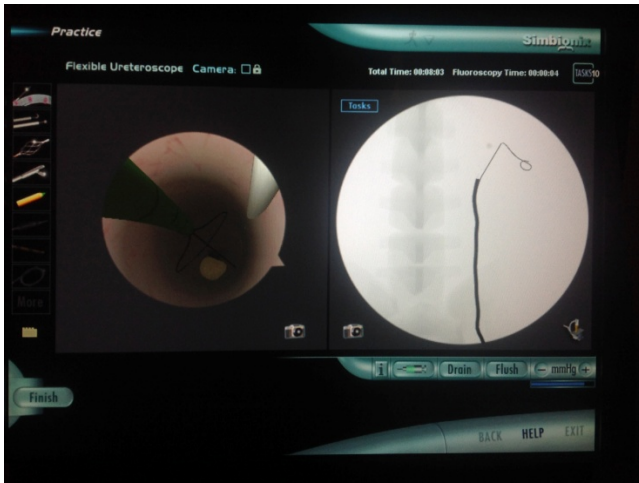 Practice
Simbionix
Flexible Ureteroscope Camera:
Total Time: 00:08:03 Fluoroscopy Time: 00:00:04
TASKS 10
Tasks
More
i
Drain
Flush
- mmHg +
Finish
BACK HELP EXIT